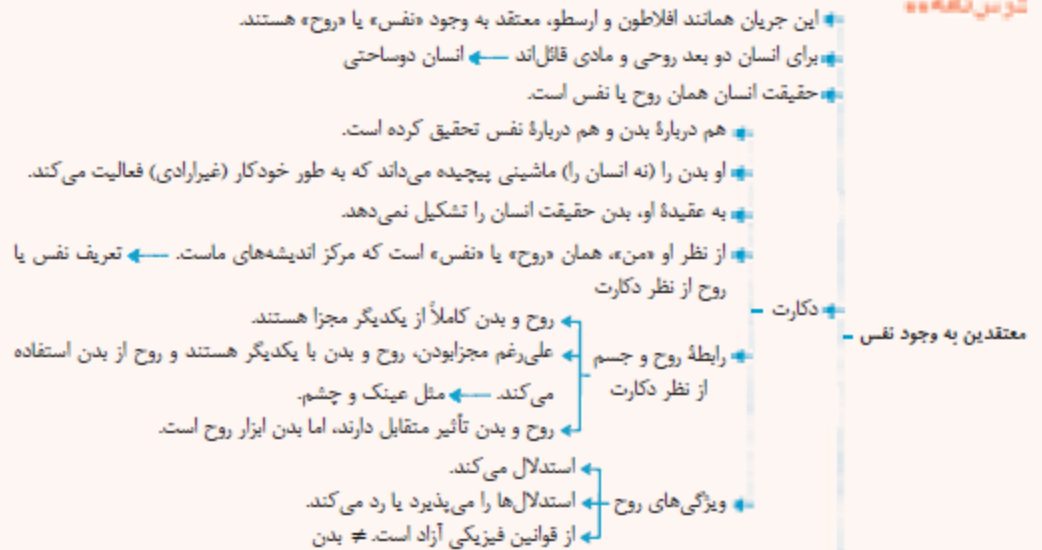 درس‌نامه
این جریان همانند افلاطون و ارسطو، معتقد به وجود «نفس» یا «روح» هستند.
برای انسان دو بعد روحی و مادی قائل‌اند ← انسان دوساحتی
حقیقت انسان همان روح یا نفس است.
هم دربارهٔ بدن و هم دربارهٔ نفس تحقیق کرده است.
او بدن را (نه انسان را) ماشینی پیچیده می‌داند که به طور خودکار (غیرارادی) فعالیت می‌کند.
به عقیدهٔ او، بدن حقیقت انسان را تشکیل نمی‌دهد.
از نظر او «من»، همان «روح» یا «نفس» است که مرکز اندیشه‌های ماست. ← تعریف نفس یا
روح از نظر دکارت
دکارت
معتقدین به وجود نفس
رابطهٔ روح و جسم
از نظر دکارت
روح و بدن کاملاً از یکدیگر مجزا هستند.
علی‌رغم مجزابودن، روح و بدن با یکدیگر هستند و روح از بدن استفاده
می‌کند. ← مثل عینک و چشم.
روح و بدن تأثیر متقابل دارند، اما بدن ابزار روح است.
ویژگی‌های روح
استدلال می‌کند.
استدلال‌ها را می‌پذیرد یا رد می‌کند.
از قوانین فیزیکی آزاد است. ≠ بدن